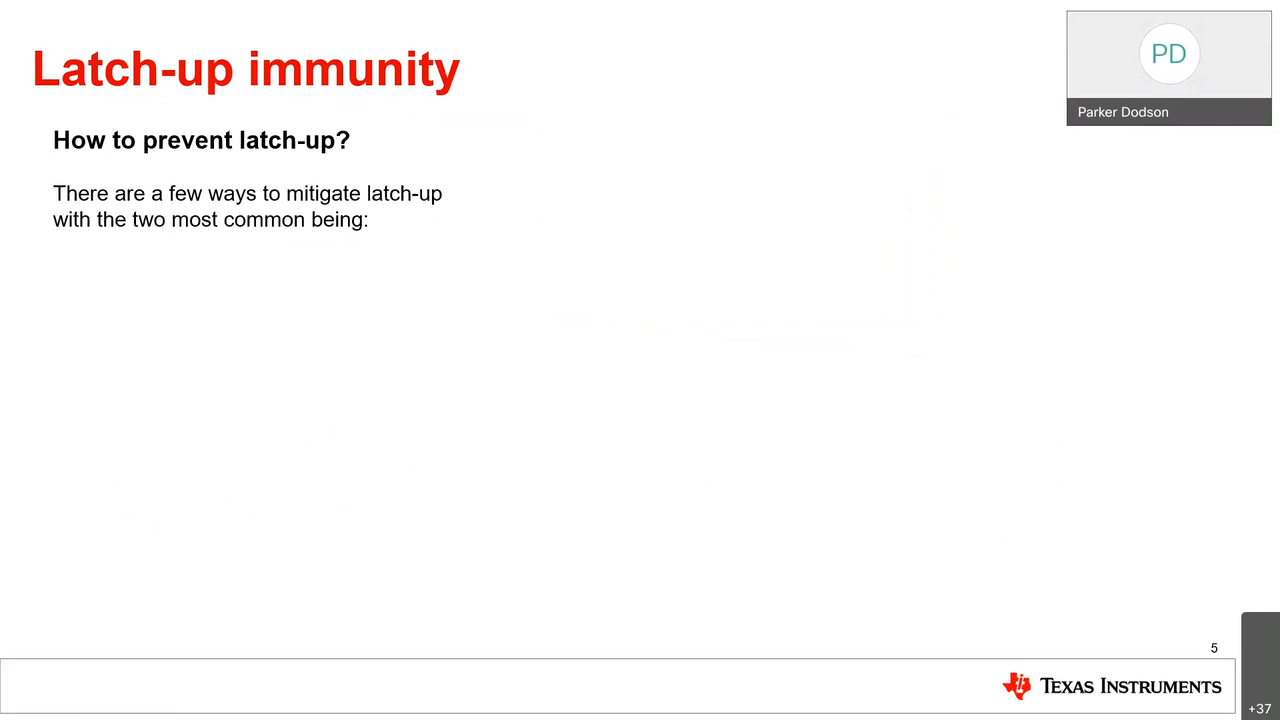 Latch-up immunity
PD
Parker Dodson
How to prevent latch-up?
There are a few ways to mitigate latch-up
with the two most common being:
5
TEXAS INSTRUMENTS
+37